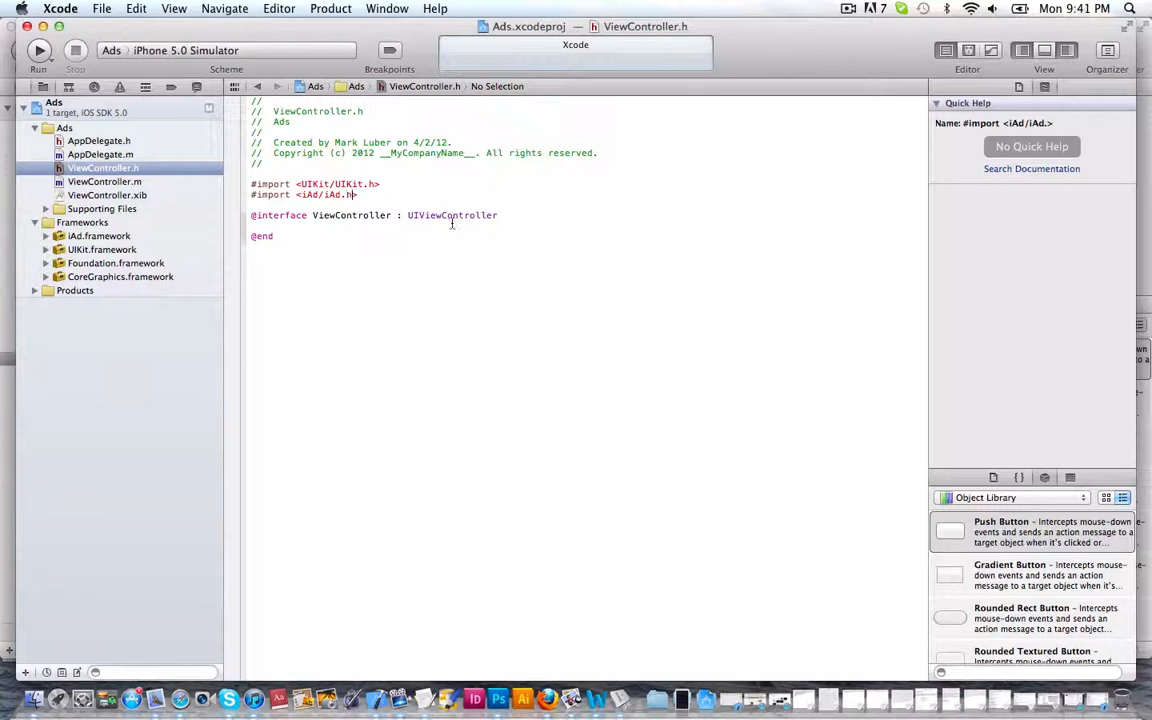 Xcode File Edit View Navigate Editor Product Window Help
7 Mon 9:41 PM
Ads.xcodeproj — ViewController.h
Run Stop
Ads iPhone 5.0 Simulator
Scheme
Breakpoints
Xcode
Editor View Organizer
Ads
1 target, iOS SDK 5.0
M
Ads
AppDelegate.h
AppDelegate.m
ViewController.h
ViewController.m
ViewController.xib
Supporting Files
Frameworks
iAd.framework
UIKit.framework
Foundation.framework
CoreGraphics.framework
Products
Ads Ads ViewController.h No Selection
//
// ViewController.h
// Ads
//
// Created by Mark Luber on 4/2/12.
// Copyright (c) 2012 __MyCompanyName__. All rights reserved.
//
#import <UIKit/UIKit.h>
#import <iAd/iAd.h>
@interface ViewController : UIViewController
@end
Quick Help
Name: #import <iAd/iAd.>
No Quick Help
Search Documentation
Object Library
Push Button – Intercepts mouse-down
events and sends an action message to a
target object when it's clicked or...
Gradient Button – Intercepts mouse-
down events and sends an action
message to a target object when it's...
Rounded Rect Button – Intercepts
mouse-down events and sends an
action message to a target object...
Rounded Textured Button –
Intercepts mouse-down events and